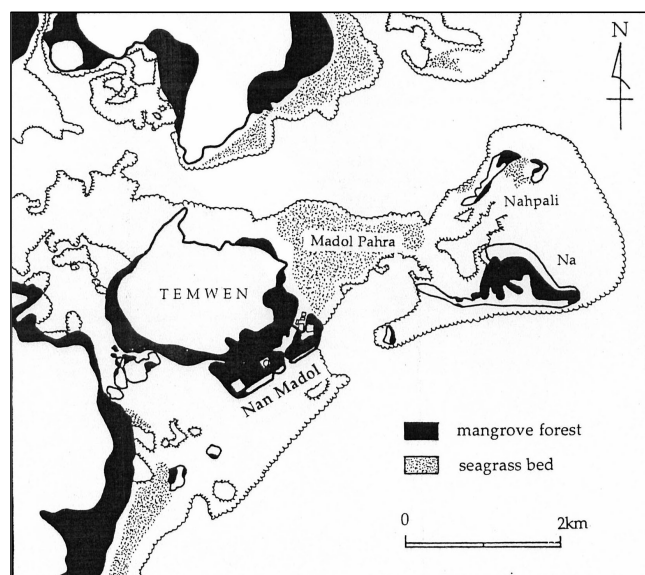 N
Nahpali
Madol Pahra
Na
TEMWEN
Nan Madol
mangrove forest
seagrass bed
0 2km